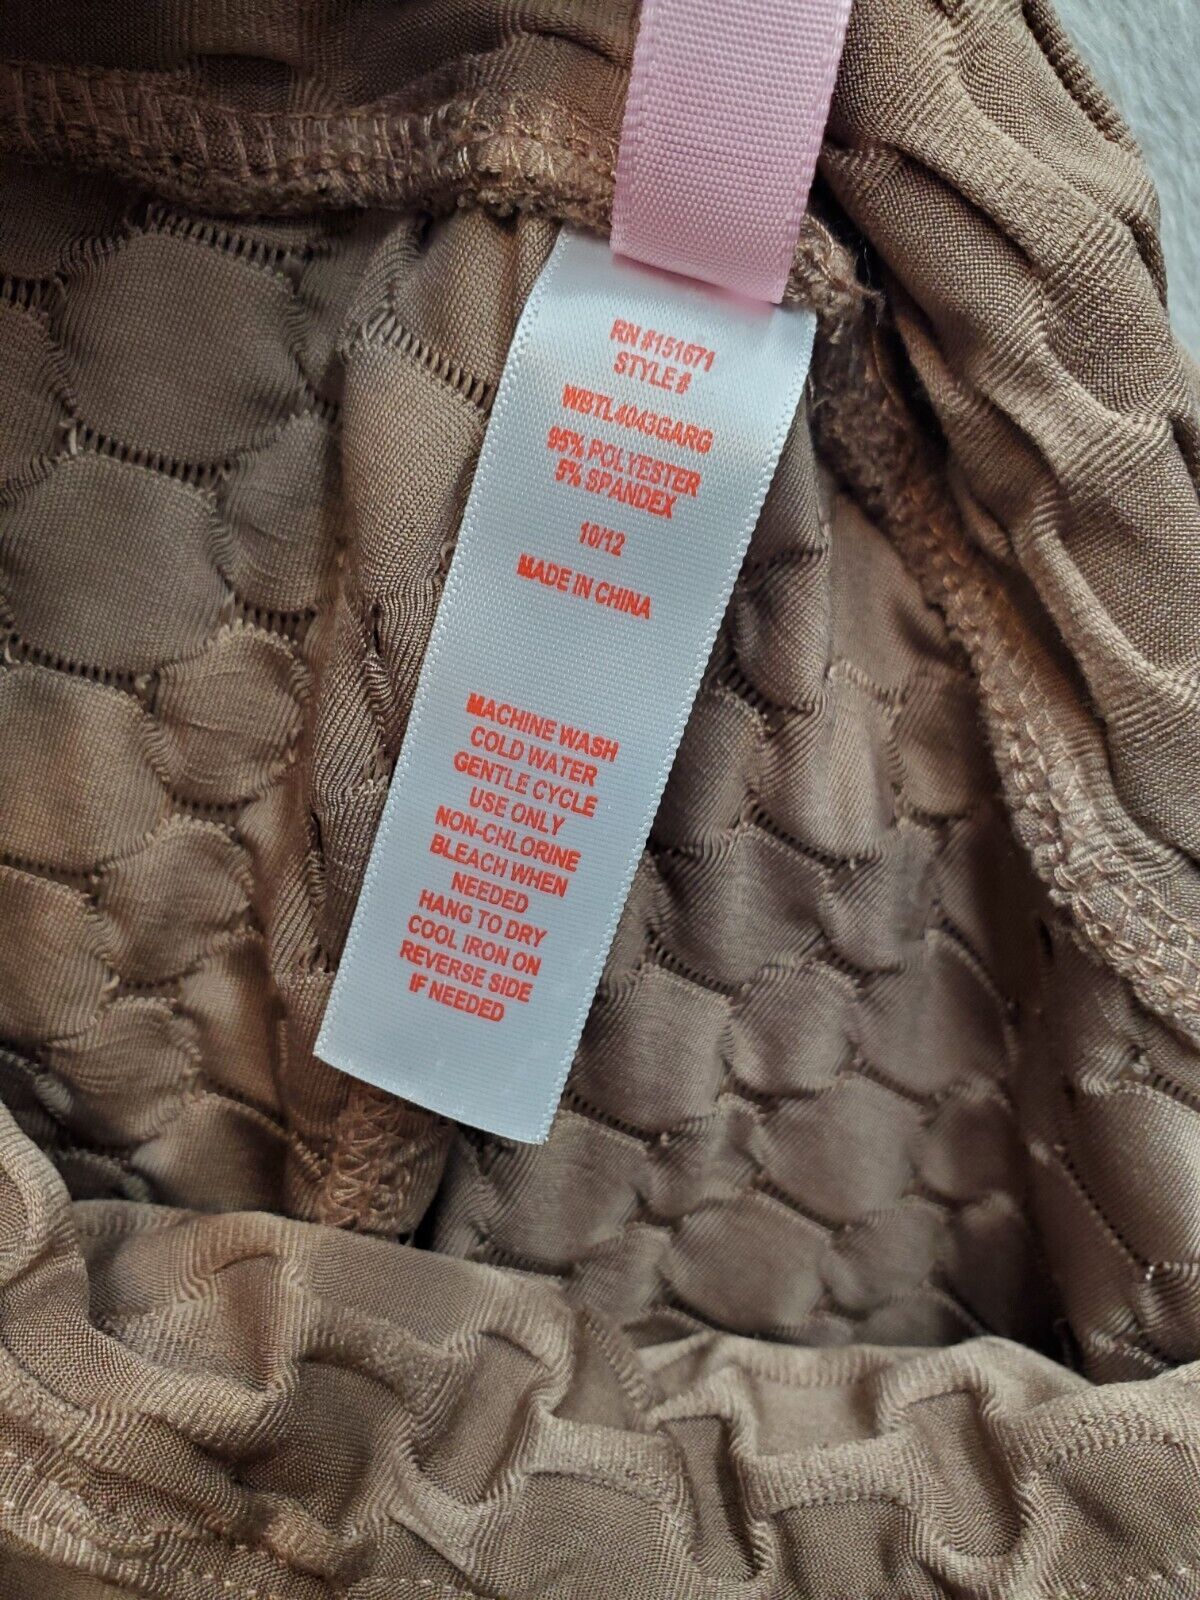 RN #151671
STYLE #
WBTL4043GARG
95% POLYESTER
5% SPANDEX
10/12
MADE IN CHINA
MACHINE WASH
COLD WATER
GENTLE CYCLE
USE ONLY
NON-CHLORINE
BLEACH WHEN
NEEDED
HANG TO DRY
COOL IRON ON
REVERSE SIDE
IF NEEDED